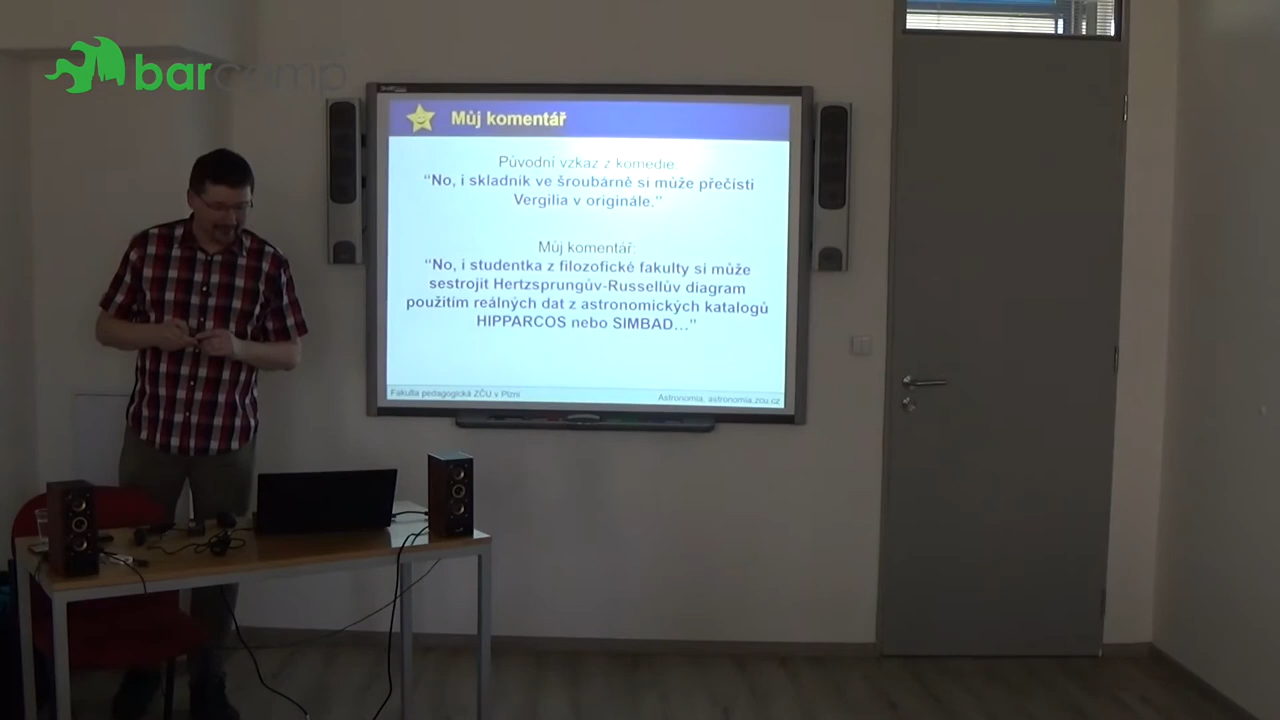 barcamp
Můj komentář
Původní vzkaz z komedie:
“No, i skladník ve šroubárně si může přečísti
Vergilia v originále.”
Můj komentář:
“No, i studentka z filozofické fakulty si může
sestrojit Hertzsprungův-Russellův diagram
použitím reálných dat z astronomických katalogů
HIPPARCOS nebo SIMBAD…”
Fakulta pedagogická ZČU v Plzni
Astronomia, astronomia.zcu.cz